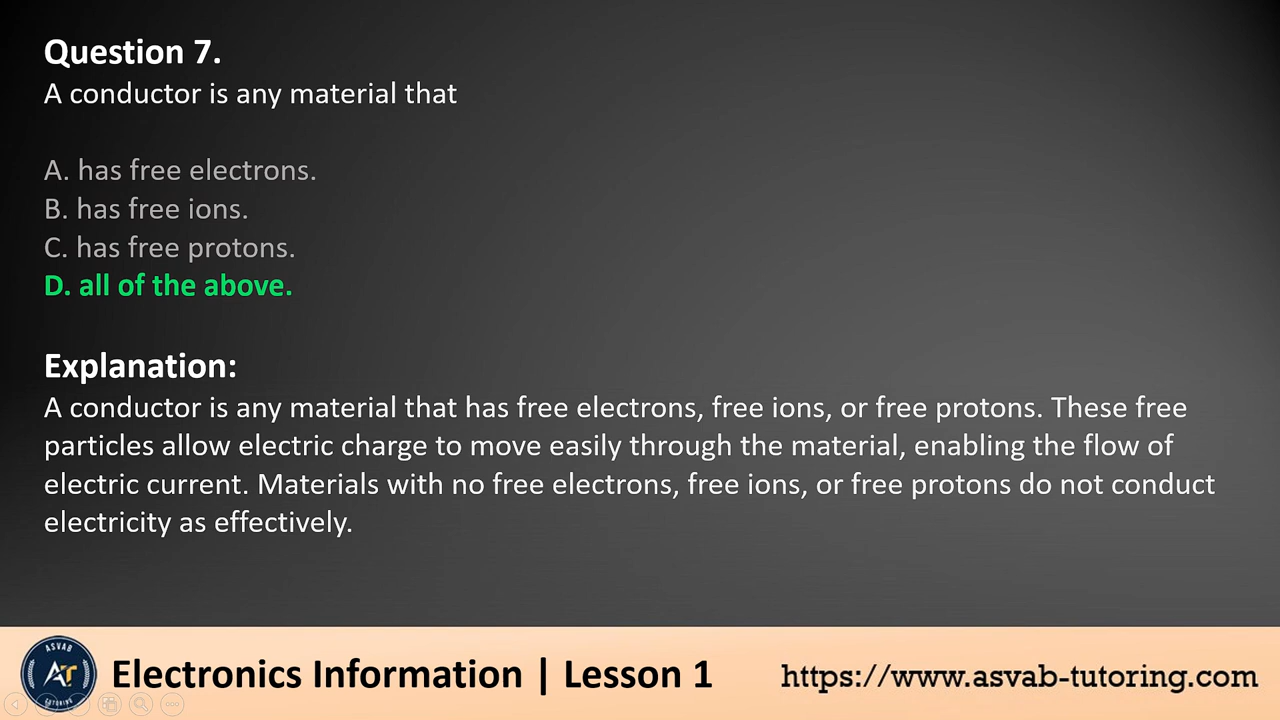 Question 7.
A conductor is any material that
A. has free electrons.
B. has free ions.
C. has free protons.
D. all of the above.
Explanation:
A conductor is any material that has free electrons, free ions, or free protons. These free
particles allow electric charge to move easily through the material, enabling the flow of
electric current. Materials with no free electrons, free ions, or free protons do not conduct
electricity as effectively.
ASVAB
AT
TUTORING
Electronics Information | Lesson 1
https://www.asvab-tutoring.com